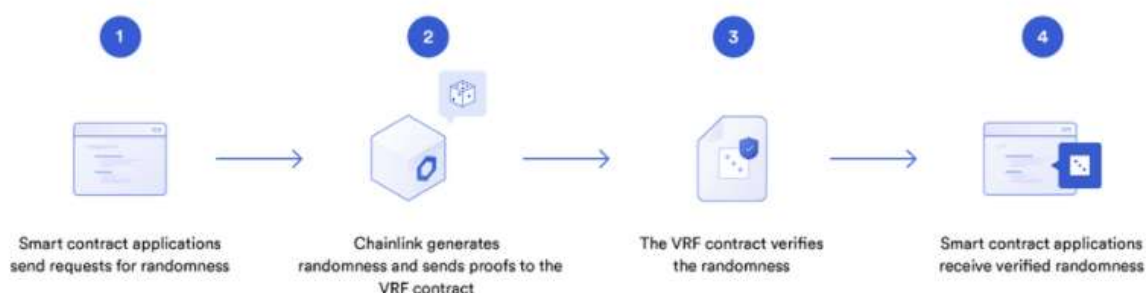 1
2
3
4
Smart contract applications
send requests for randomness
Chainlink generates
randomness and sends proofs to the
VRF contract
The VRF contract verifies
the randomness
Smart contract applications
receive verified randomness